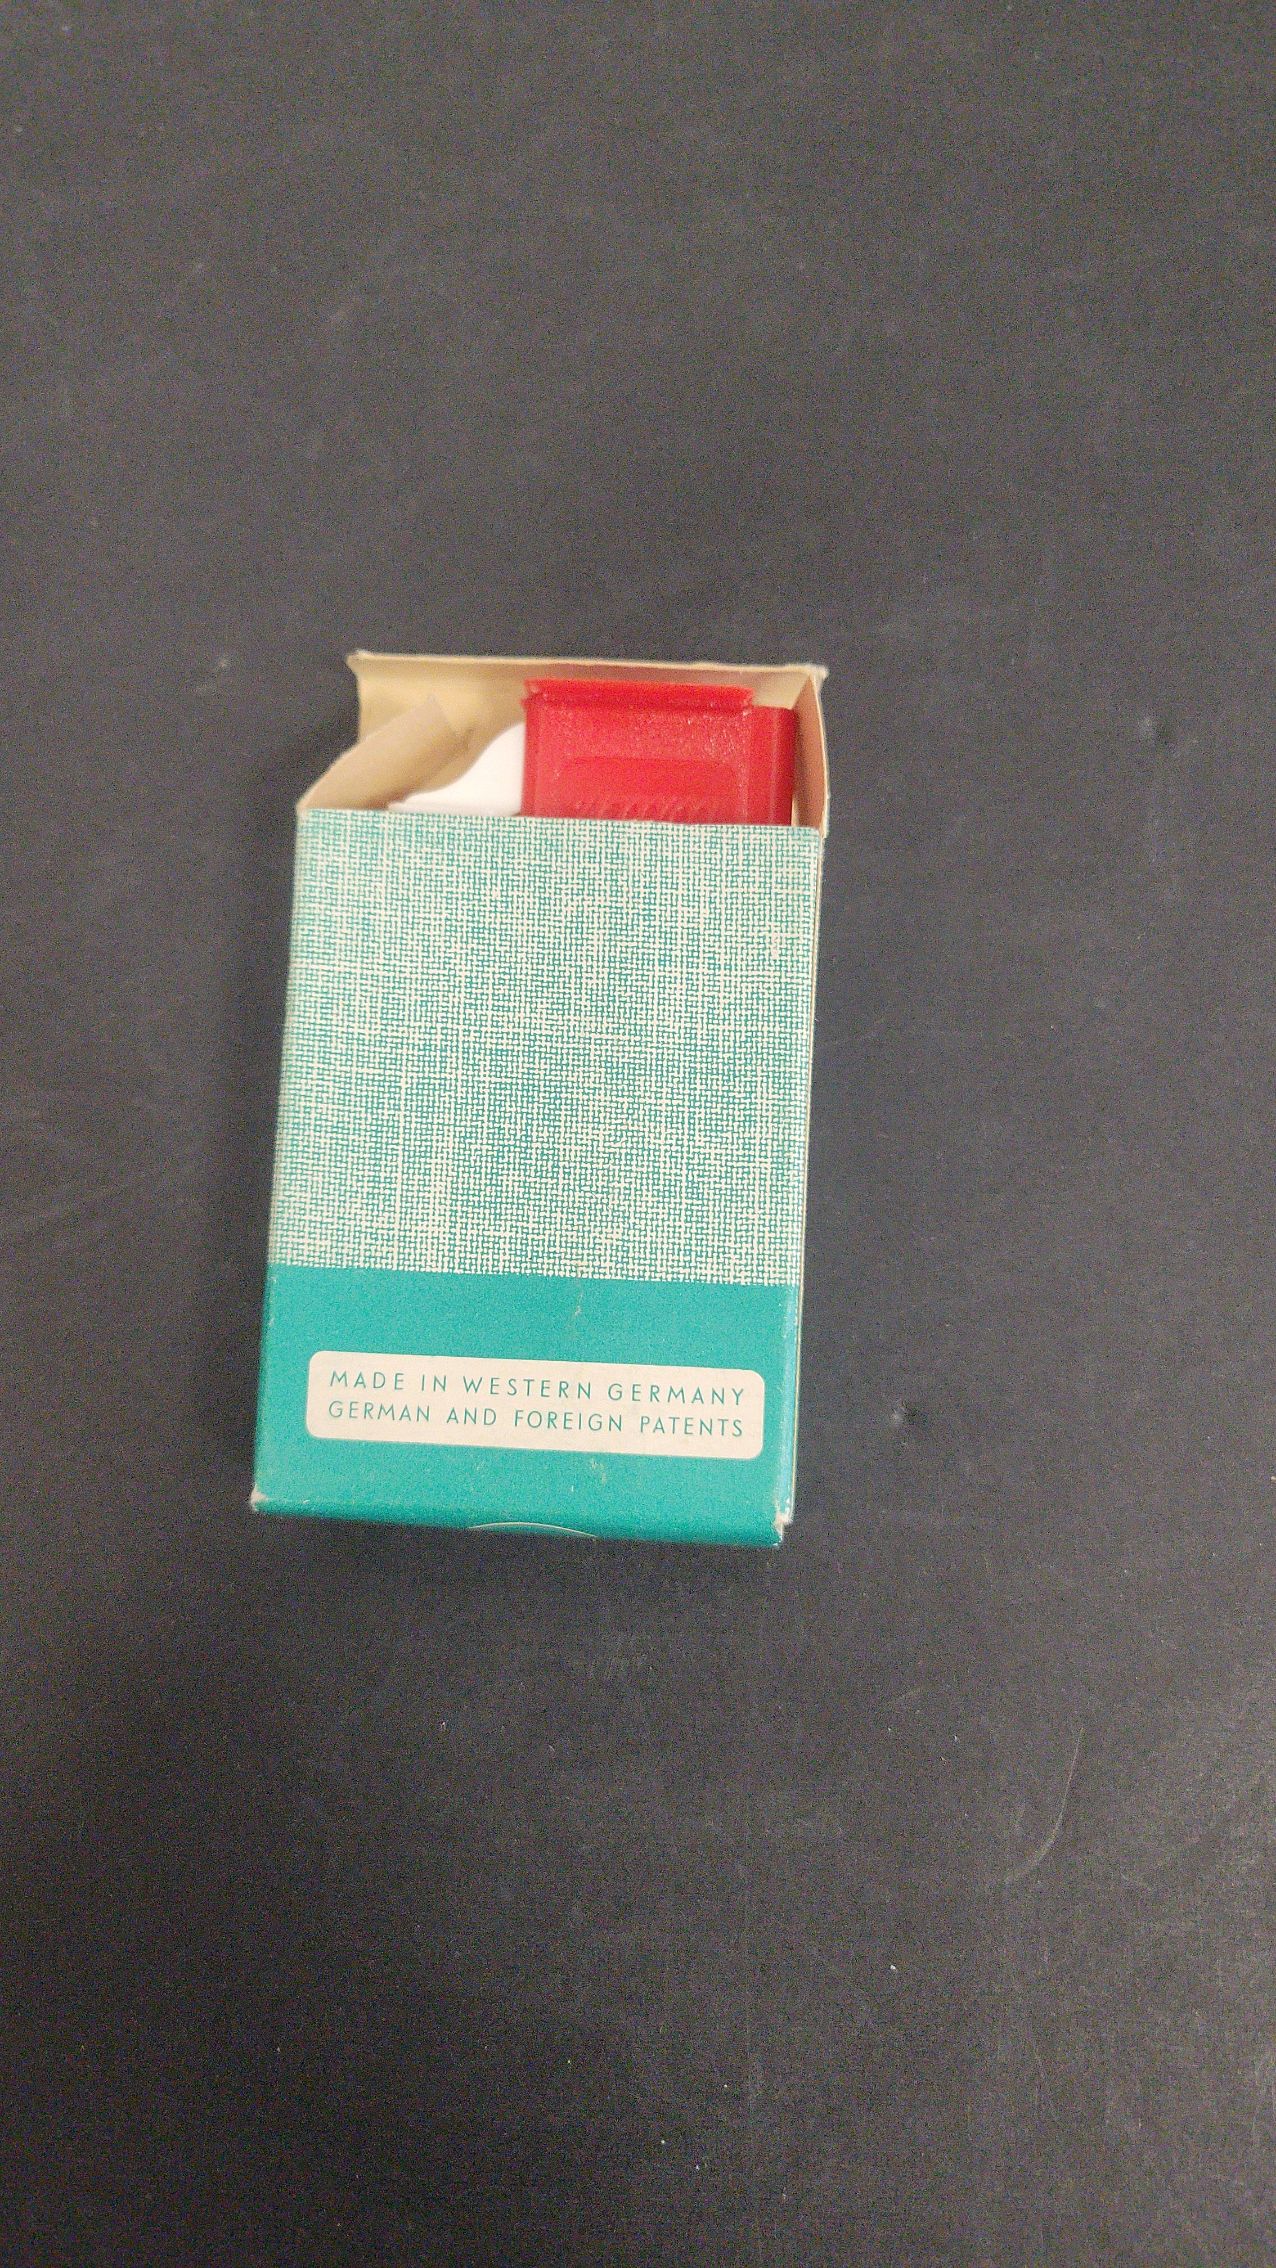 MADE IN WESTERN GERMANY
GERMAN AND FOREIGN PATENTS